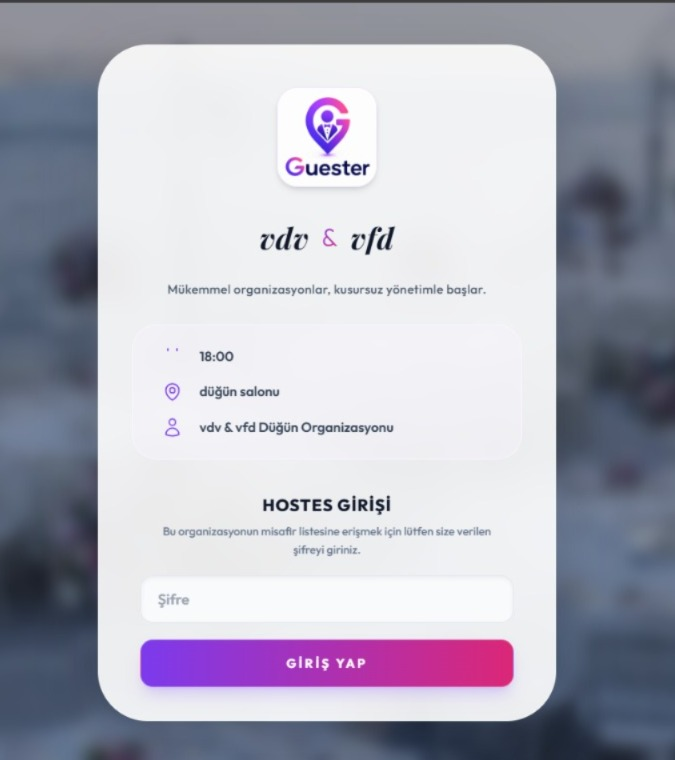 Guester
vdv & vfd
Mükemmel organizasyonlar, kusursuz yönetimle başlar.
18:00
düğün salonu
vdv & vfd Düğün Organizasyonu
HOSTES GİRİŞİ
Bu organizasyonun misafir listesine erişmek için lütfen size verilen
şifreyi giriniz.
Şifre
GİRİŞ YAP